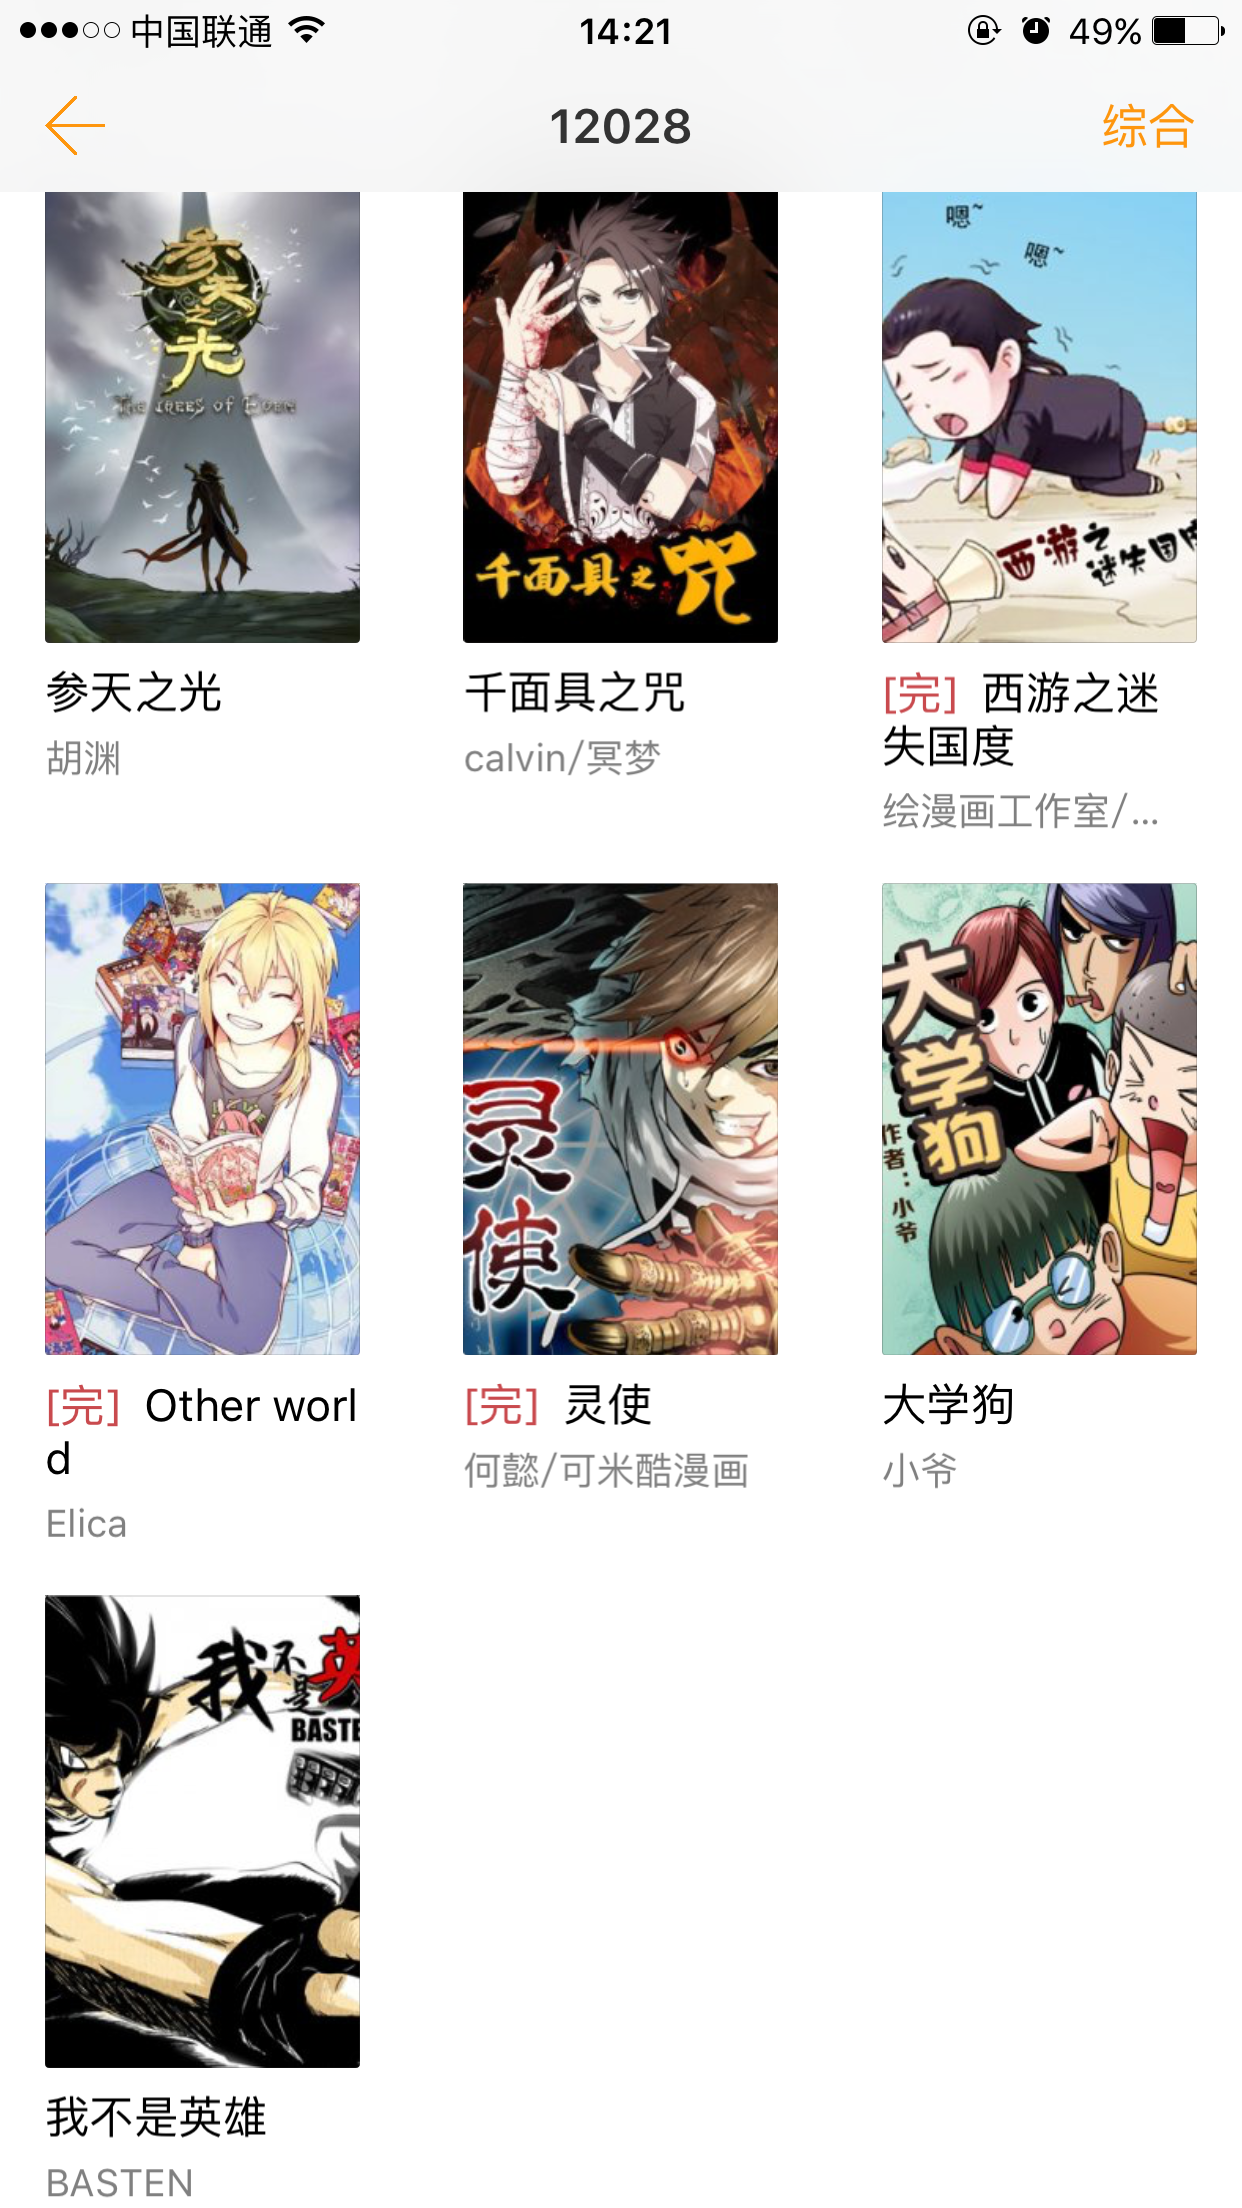 中国联通
14:21
49%
12028
综合
参天之光
THE TREES OF EDEN
千面具之咒
嗯~
嗯~
西游之迷失国度
参天之光
千面具之咒
[完] 西游之迷
失国度
胡渊
calvin/冥梦
绘漫画工作室/...
灵使
大学狗
作者：小爷
[完] Other worl
d
[完] 灵使
大学狗
Elica
何懿/可米酷漫画
小爷
我不是英
BASTE
我不是英雄
BASTEN